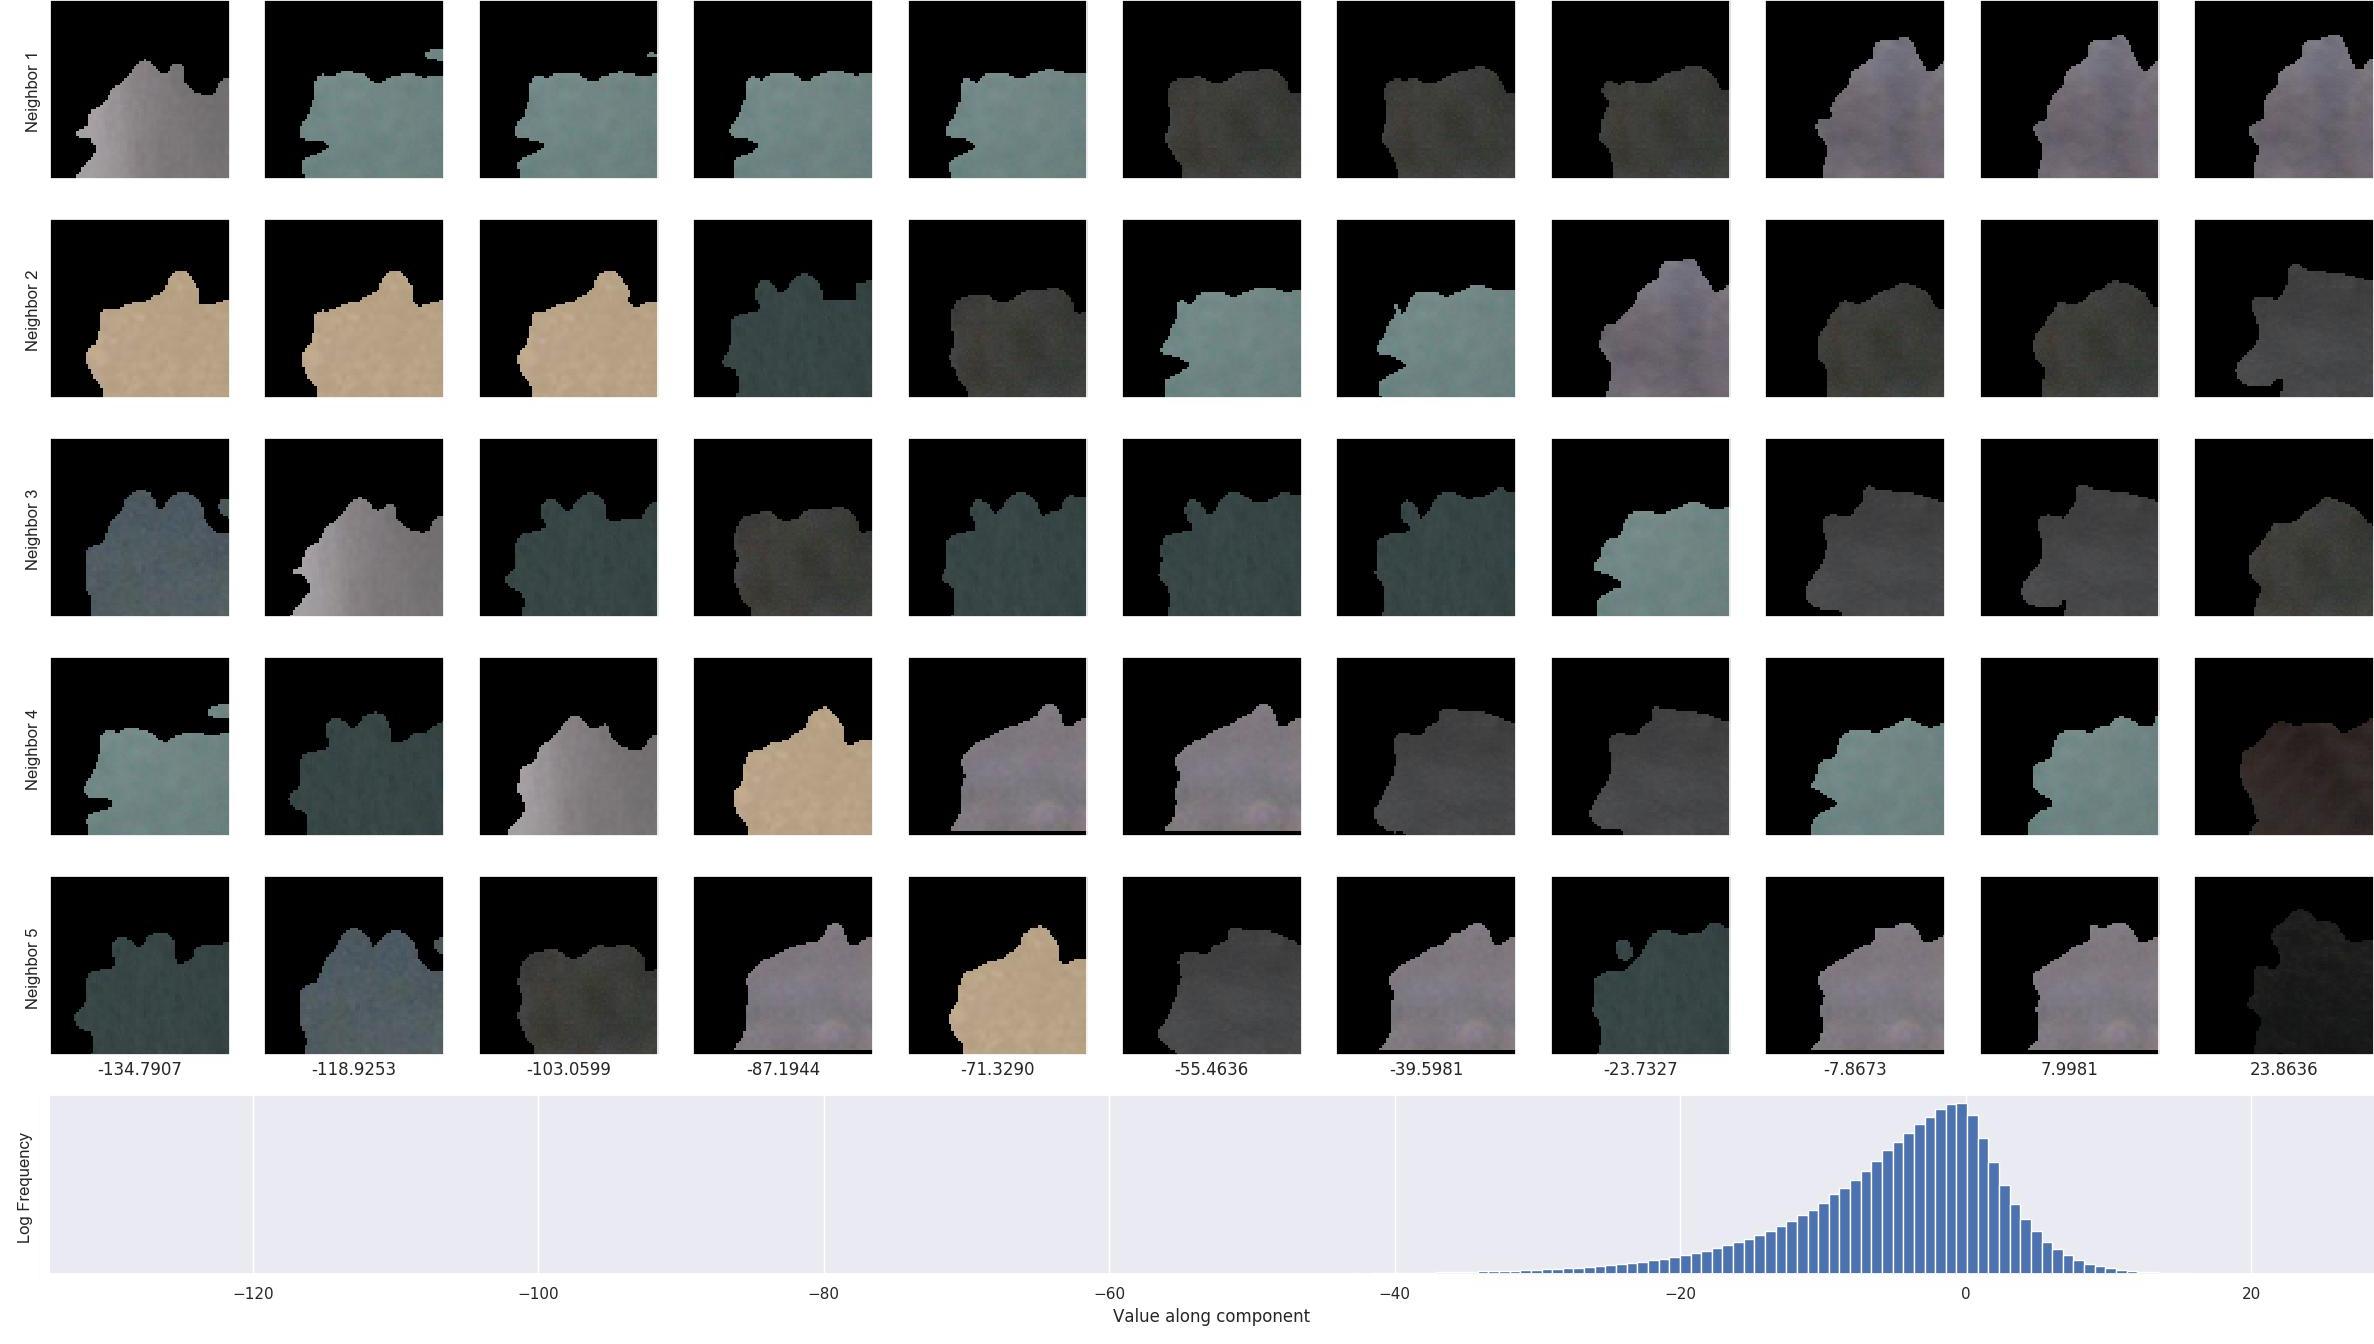 Neighbor 1
Neighbor 2
Neighbor 3
Neighbor 4
Neighbor 5
-134.7907 -118.9253 -103.0599 -87.1944 -71.3290 -55.4636 -39.5981 -23.7327 -7.8673 7.9981 23.8636
Log Frequency
−120 −100 −80 −60 −40 −20 0 20
Value along component